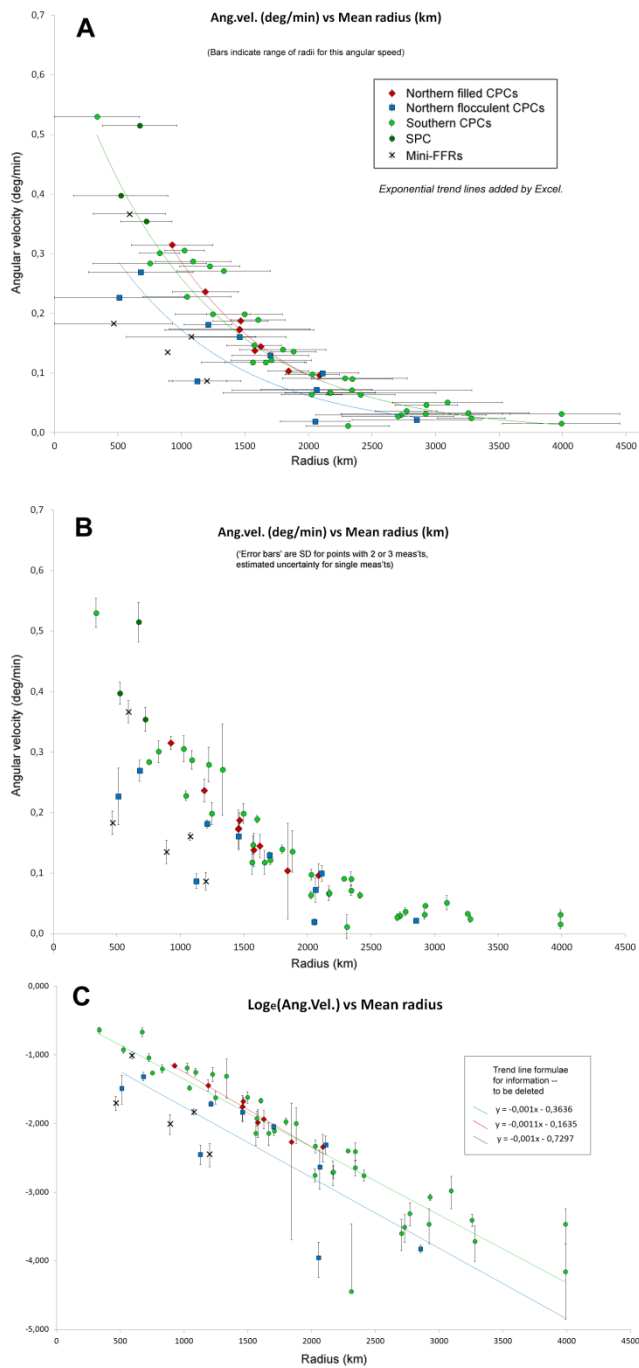 A
Ang.vel. (deg/min) vs Mean radius (km)
(Bars indicate range of radii for this angular speed)
Northern filled CPCs
Northern flocculent CPCs
Southern CPCs
SPC
Mini-FFRs
Exponential trend lines added by Excel.
Angular velocity (deg/min)
0,7
0,6
0,5
0,4
0,3
0,2
0,1
0,0
0 500 1000 1500 2000 2500 3000 3500 4000 4500
Radius (km)
B
Ang.vel. (deg/min) vs Mean radius (km)
('Error bars' are SD for points with 2 or 3 meas'ts,
estimated uncertainty for single meas'ts)
Angular velocity (deg/min)
0,7
0,6
0,5
0,4
0,3
0,2
0,1
0,0
0 500 1000 1500 2000 2500 3000 3500 4000 4500
Radius (km)
C
Logₑ(Ang.Vel.) vs Mean radius
Trend line formulae
for information --
to be deleted
y = -0,001x - 0,3636
y = -0,0011x - 0,1635
y = -0,001x - 0,7297
0,000
-1,000
-2,000
-3,000
-4,000
-5,000
0 500 1000 1500 2000 2500 3000 3500 4000 4500
Radius (km)